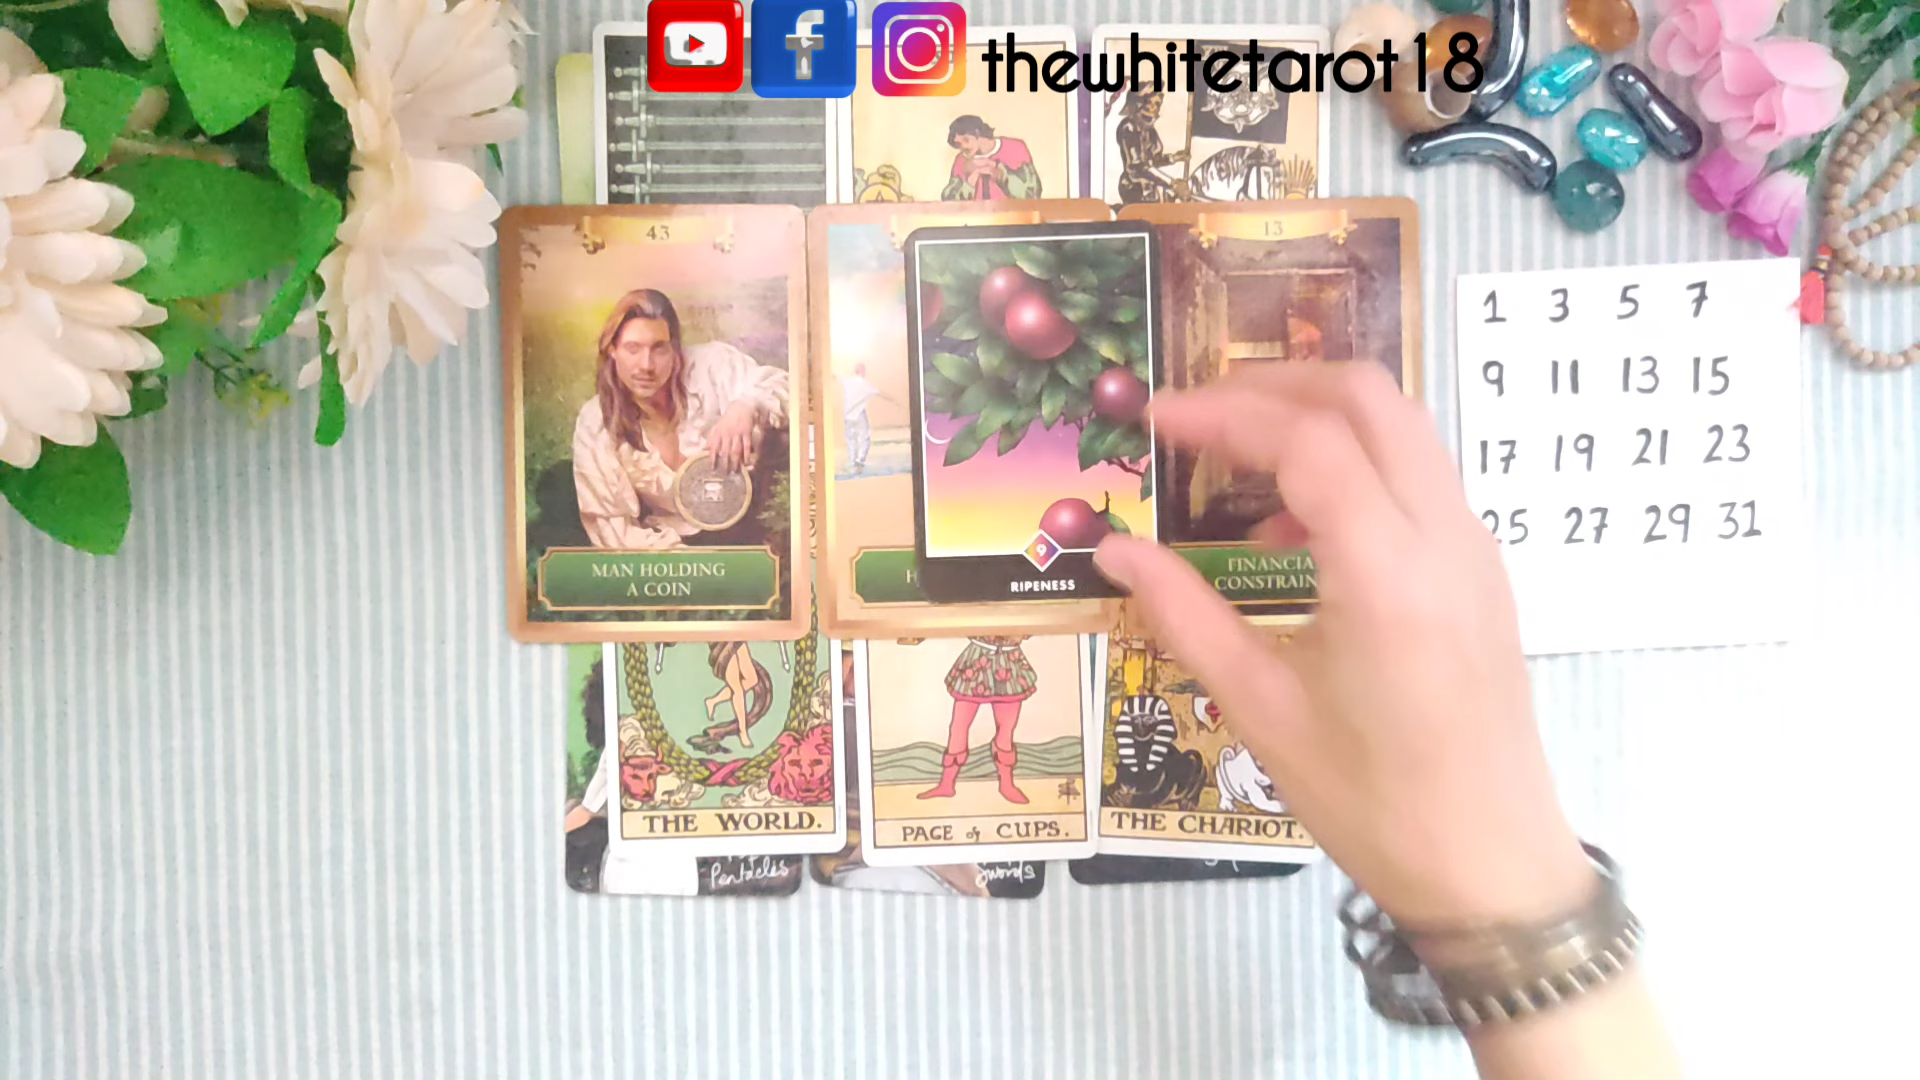 thewhitetarot18
43
13
MAN HOLDING
A COIN
9
RIPENESS
FINANCIA
CONSTRAIN
1 3 5 7
9 11 13 15
17 19 21 23
25 27 29 31
THE WORLD.
PAGE of CUPS.
THE CHARIOT.
Pentacles
Swords